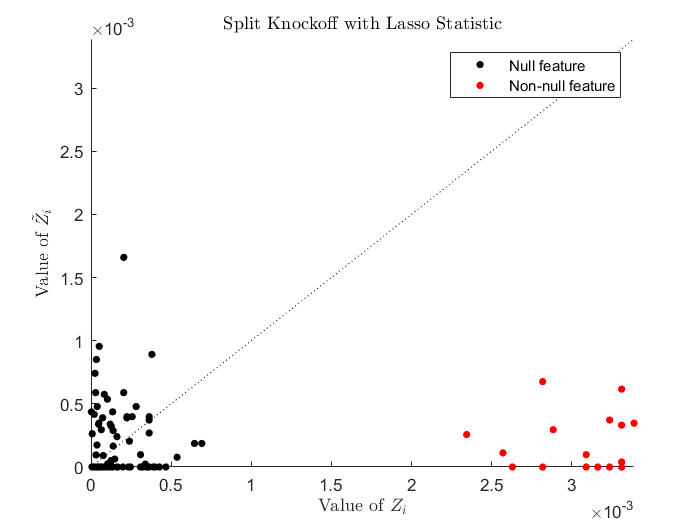 Split Knockoff with Lasso Statistic
×10⁻³
Null feature
Non-null feature
3
2.5
2
1.5
1
0.5
0
Value of Z̃ᵢ
0 0.5 1 1.5 2 2.5 3
Value of Zᵢ
×10⁻³